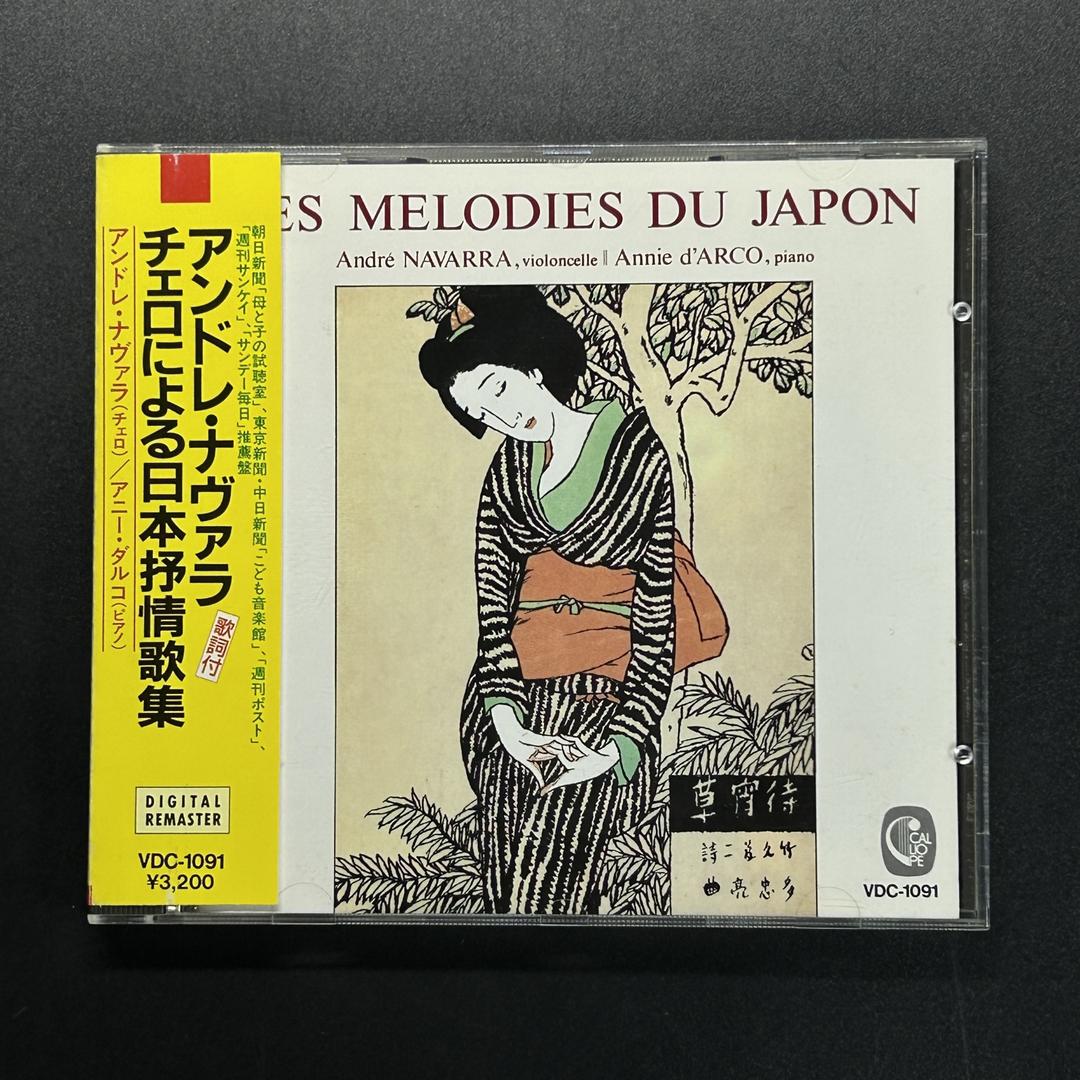 朝日新聞「母と子の試聴室」、東京新聞・中日新聞「こども音楽館」、「週刊ポスト」、
「週刊サンケイ」、「サンデー毎日」推薦盤
アンドレ・ナヴァラ
チェロによる日本抒情歌集
歌詞付
アンドレ・ナヴァラ(チェロ)/アニー・ダルコ(ピアノ)
DIGITAL
REMASTER
VDC-1091
¥3,200
ES MELODIES DU JAPON
André NAVARRA, violoncelle || Annie d'ARCO, piano
待宵草
竹久夢二詩
多忠亮曲
CAL
LIO
PE
VDC-1091